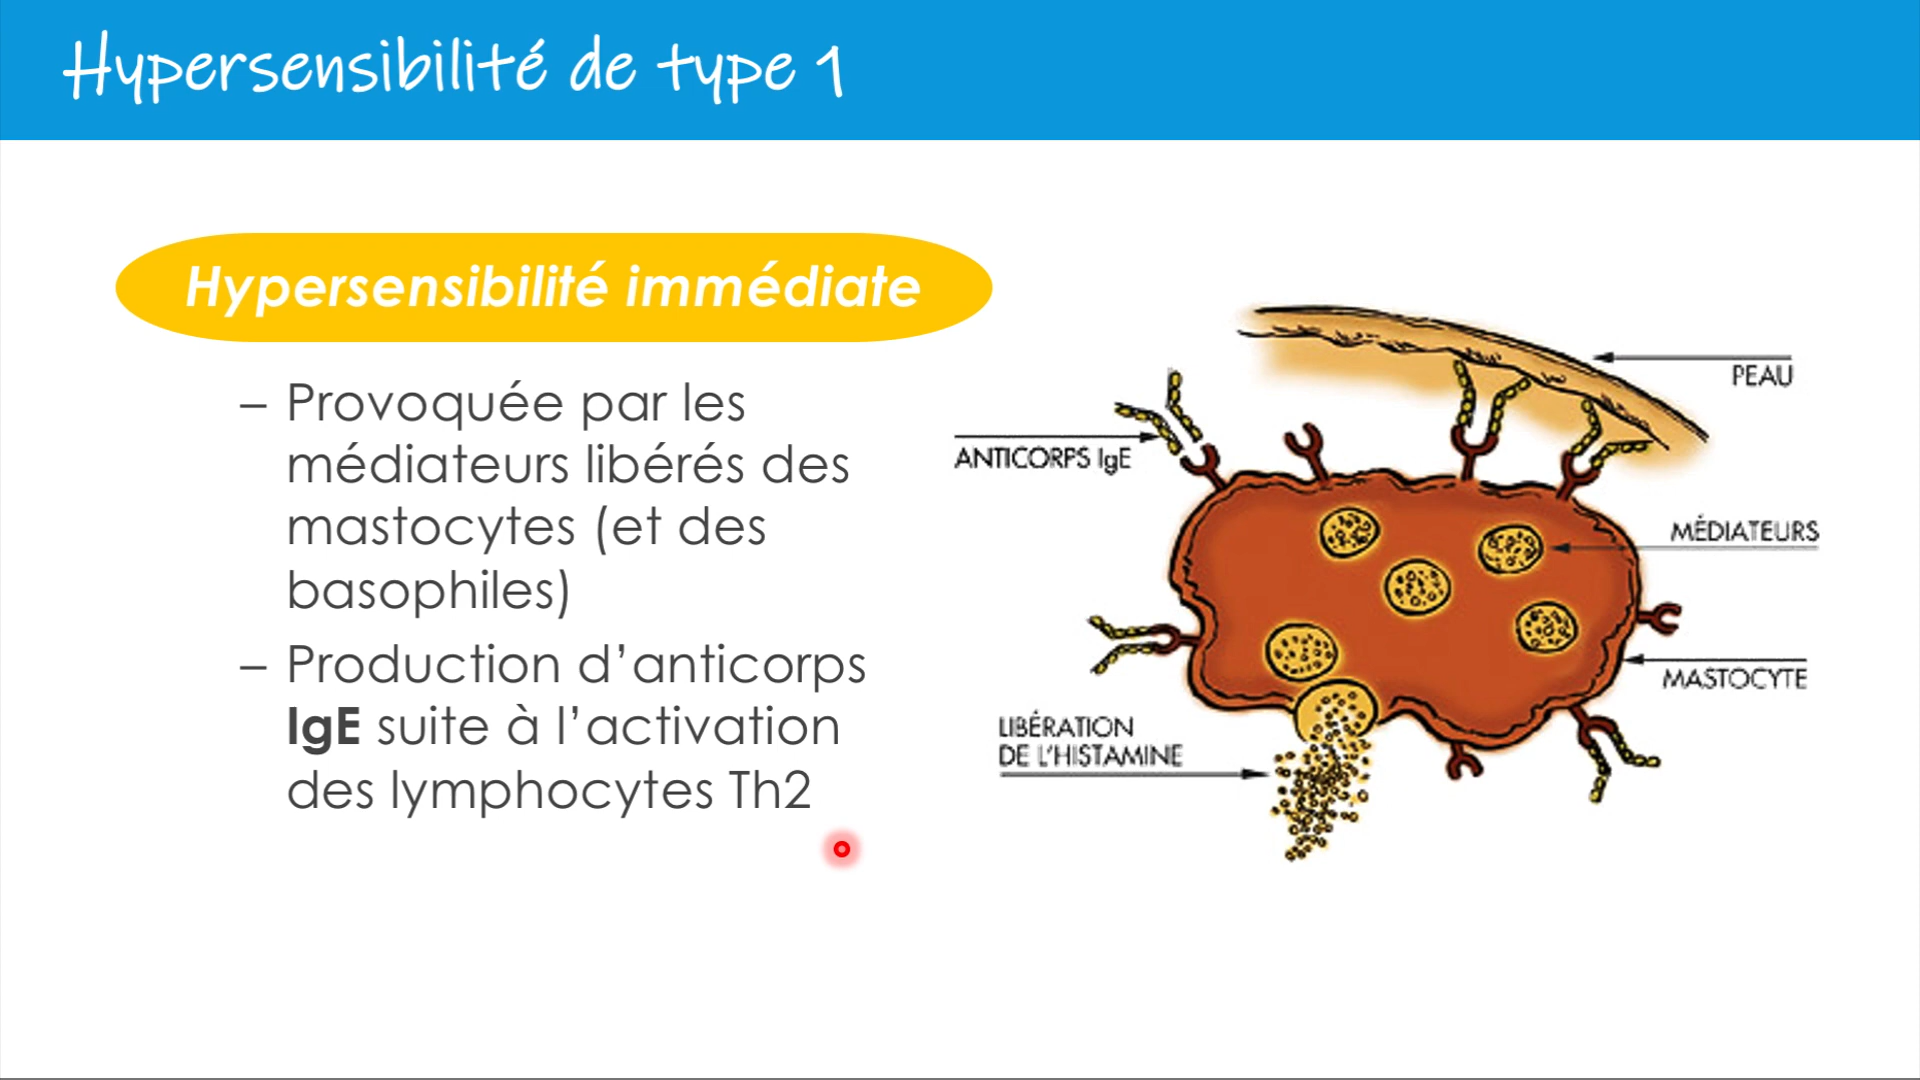 Hypersensibilité de type 1
Hypersensibilité immédiate
– Provoquée par les
médiateurs libérés des
mastocytes (et des
basophiles)
– Production d’anticorps
IgE suite à l’activation
des lymphocytes Th2
PEAU
ANTICORPS IgE
MÉDIATEURS
MASTOCYTE
LIBÉRATION
DE L’HISTAMINE